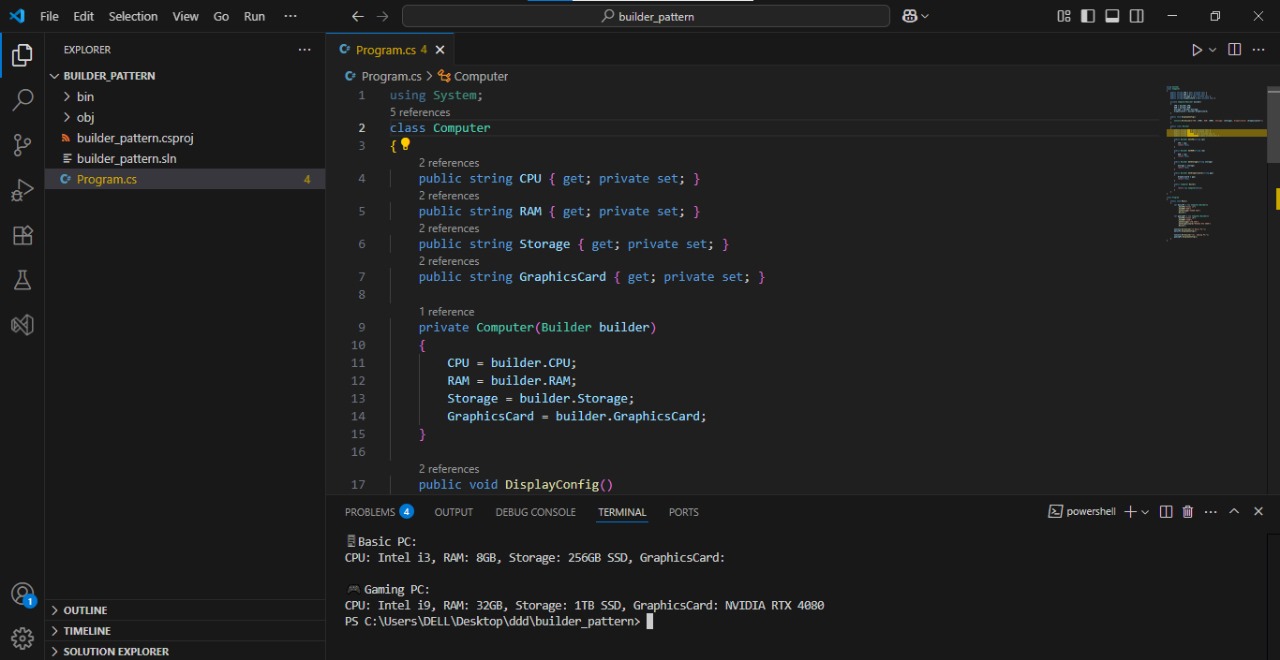 File Edit Selection View Go Run ···
builder_pattern
EXPLORER ···
BUILDER_PATTERN
bin
obj
builder_pattern.csproj
builder_pattern.sln
Program.cs 4
OUTLINE
TIMELINE
SOLUTION EXPLORER
1
Program.cs 4
Program.cs > Computer
1 using System;
5 references
2 class Computer
3 {
2 references
4 public string CPU { get; private set; }
2 references
5 public string RAM { get; private set; }
2 references
6 public string Storage { get; private set; }
2 references
7 public string GraphicsCard { get; private set; }
8
1 reference
9 private Computer(Builder builder)
10 {
11 CPU = builder.CPU;
12 RAM = builder.RAM;
13 Storage = builder.Storage;
14 GraphicsCard = builder.GraphicsCard;
15 }
16
2 references
17 public void DisplayConfig()
PROBLEMS 4 OUTPUT DEBUG CONSOLE TERMINAL PORTS powershell
Basic PC:
CPU: Intel i3, RAM: 8GB, Storage: 256GB SSD, GraphicsCard:
Gaming PC:
CPU: Intel i9, RAM: 32GB, Storage: 1TB SSD, GraphicsCard: NVIDIA RTX 4080
PS C:\Users\DELL\Desktop\ddd\builder_pattern>